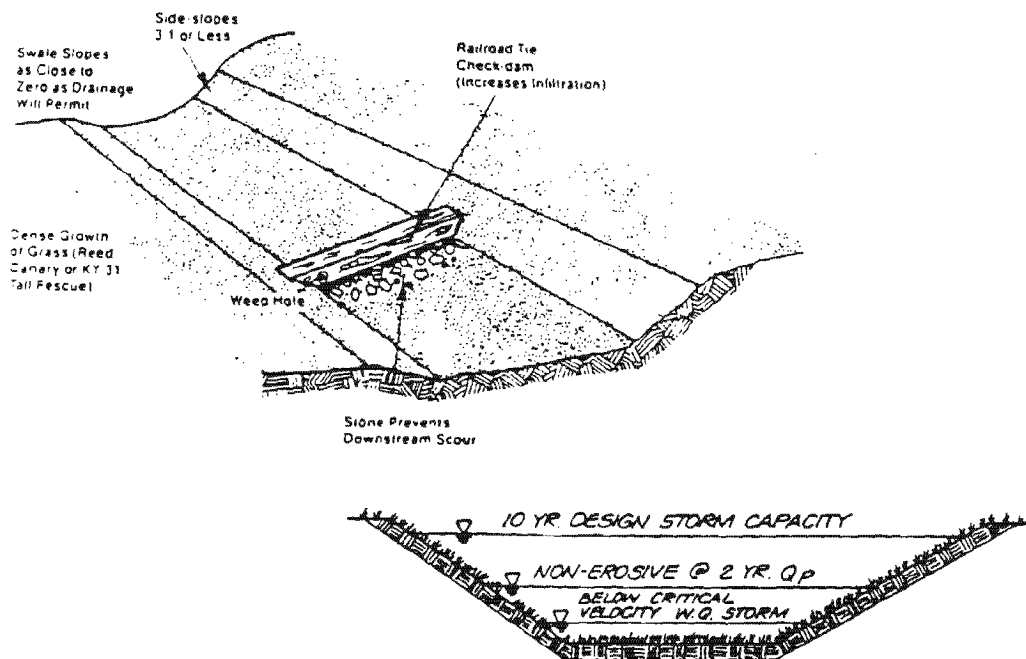 Side-slopes
3:1 or Less
Swale Slopes
as Close to
Zero as Drainage
Will Permit
Railroad Tie
Check-dam
(Increases Infiltration)
Dense Growth
of Grass (Reed
Canary or KY 31
Tall Fescue)
Weep Hole
Stone Prevents
Downstream Scour
10 YR. DESIGN STORM CAPACITY
NON-EROSIVE @ 2 YR. Qp
BELOW CRITICAL
VELOCITY W.Q. STORM